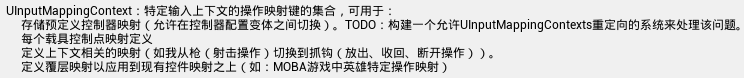 UInputMappingContext：特定输入上下文的操作映射键的集合，可用于：
存储预定义控制器映射（允许在控制器配置变体之间切换）。TODO：构建一个允许UInputMappingContexts重定向的系统来处理该问题。
每个载具控制点映射定义
定义上下文相关的映射（如我从枪（射击操作）切换到抓钩（放出、收回、断开操作））。
定义覆层映射以应用到现有控件映射之上（如：MOBA游戏中英雄特定操作映射）